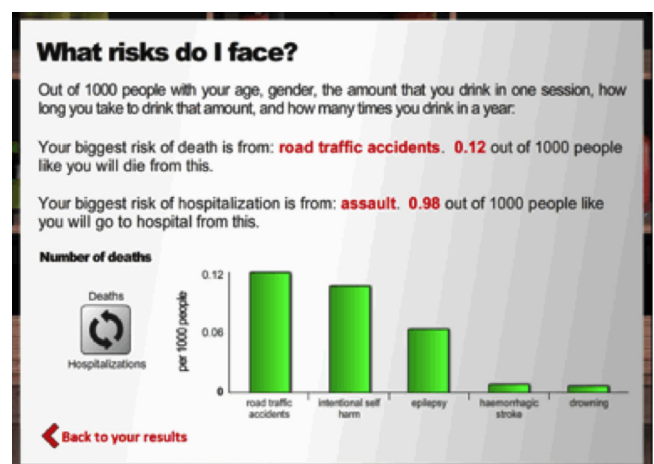 What risks do I face?
Out of 1000 people with your age, gender, the amount that you drink in one session, how
long you take to drink that amount, and how many times you drink in a year:
Your biggest risk of death is from: road traffic accidents. 0.12 out of 1000 people
like you will die from this.
Your biggest risk of hospitalization is from: assault. 0.98 out of 1000 people like
you will go to hospital from this.
Number of deaths
Deaths
Hospitalizations
per 1000 people
0.12
0.06
0
road traffic
accidents
intentional self
harm
epilepsy
haemorrhagic
stroke
drowning
Back to your results